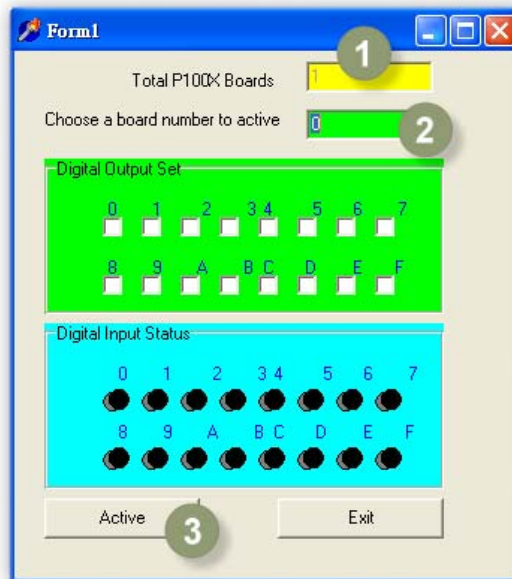 Form1
1
Total P100X Boards 1
Choose a board number to active 0
2
Digital Output Set
0 1 2 3 4 5 6 7
8 9 A B C D E F
Digital Input Status
0 1 2 3 4 5 6 7
8 9 A B C D E F
Active Exit
3